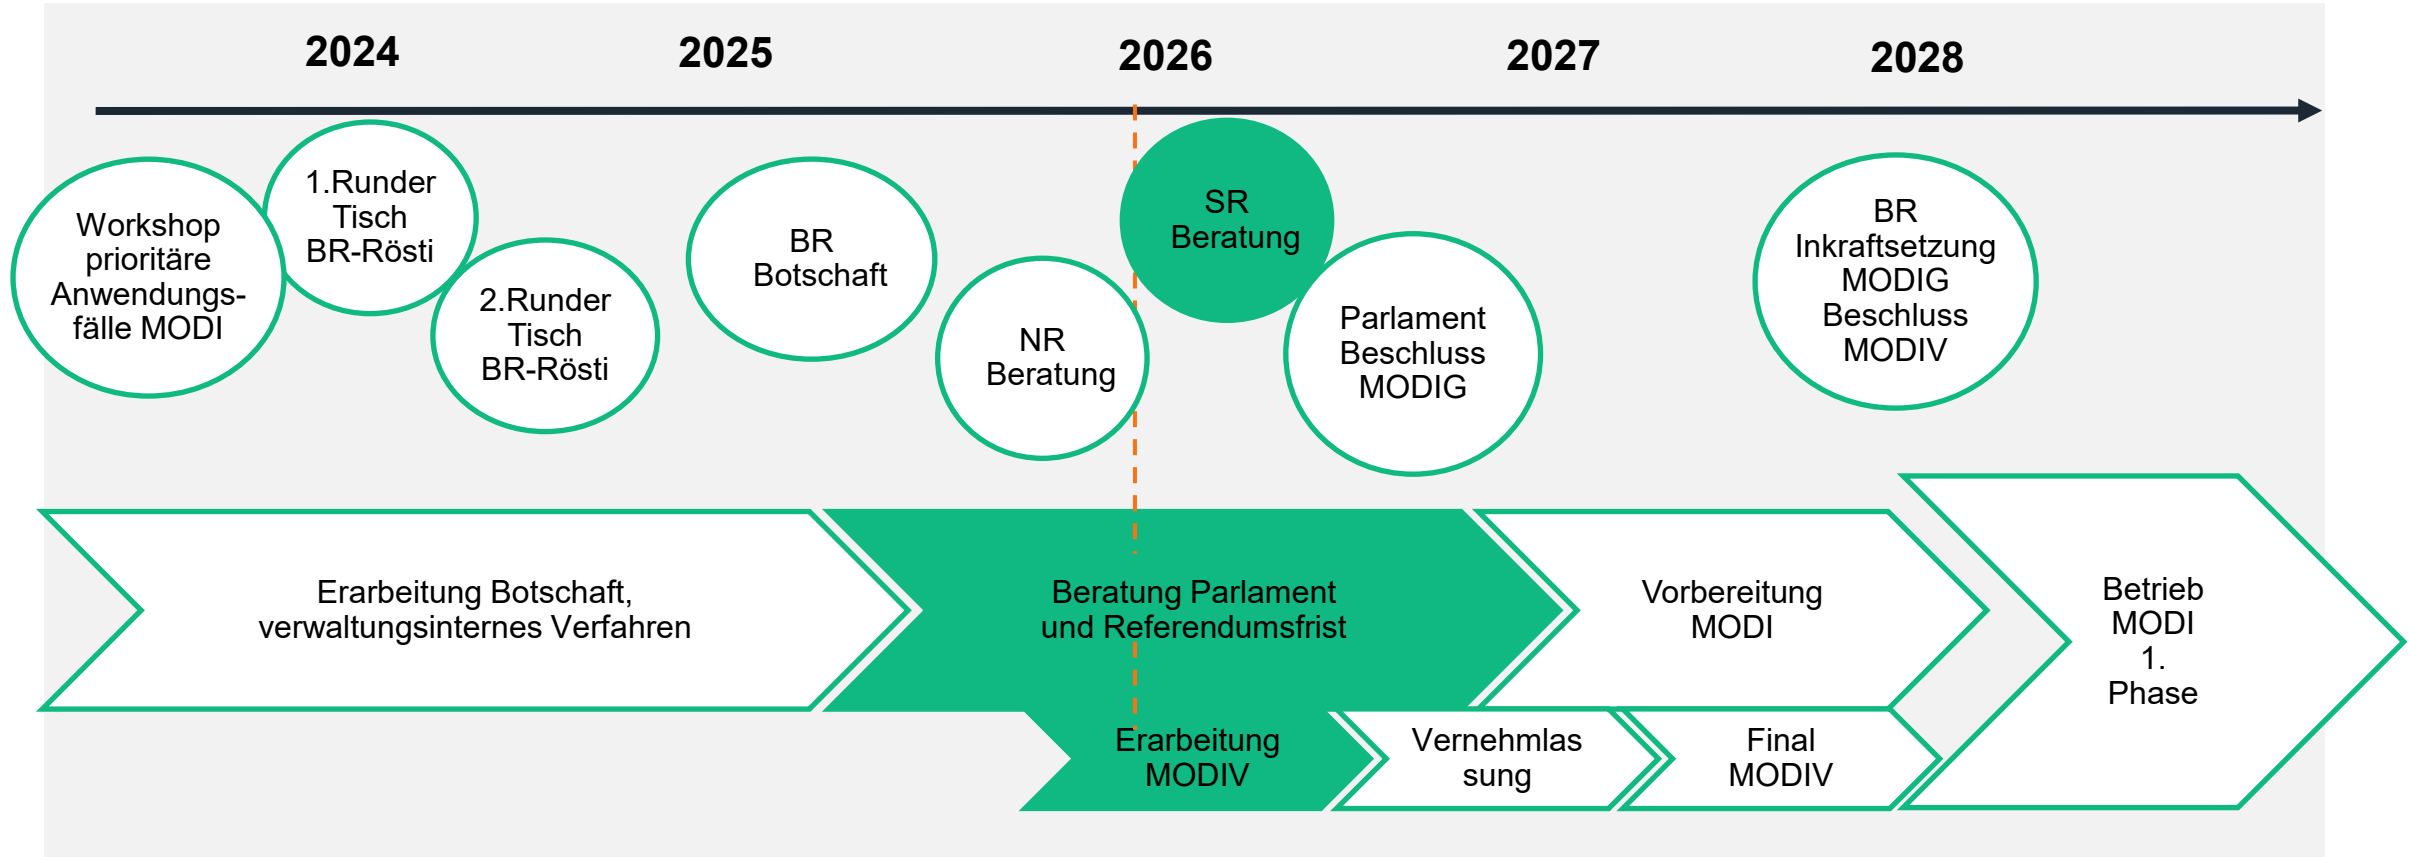 2024
2025
2026
2027
2028
Workshop
prioritäre
Anwendungs-
fälle MODI
1.Runder
Tisch
BR-Rösti
2.Runder
Tisch
BR-Rösti
BR
Botschaft
NR
Beratung
SR
Beratung
Parlament
Beschluss
MODIG
BR
Inkraftsetzung
MODIG
Beschluss
MODIV
Erarbeitung Botschaft,
verwaltungsinternes Verfahren
Beratung Parlament
und Referendumsfrist
Vorbereitung
MODI
Betrieb
MODI
1.
Phase
Erarbeitung
MODIV
Vernehmlas
sung
Final
MODIV